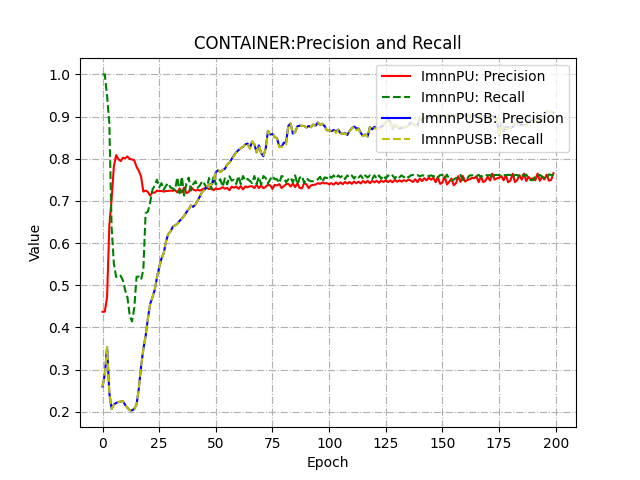 CONTAINER:Precision and Recall
1.0
0.9
0.8
0.7
0.6
0.5
0.4
0.3
0.2
Value
ImnnPU: Precision
ImnnPU: Recall
ImnnPUSB: Precision
ImnnPUSB: Recall
0 25 50 75 100 125 150 175 200
Epoch